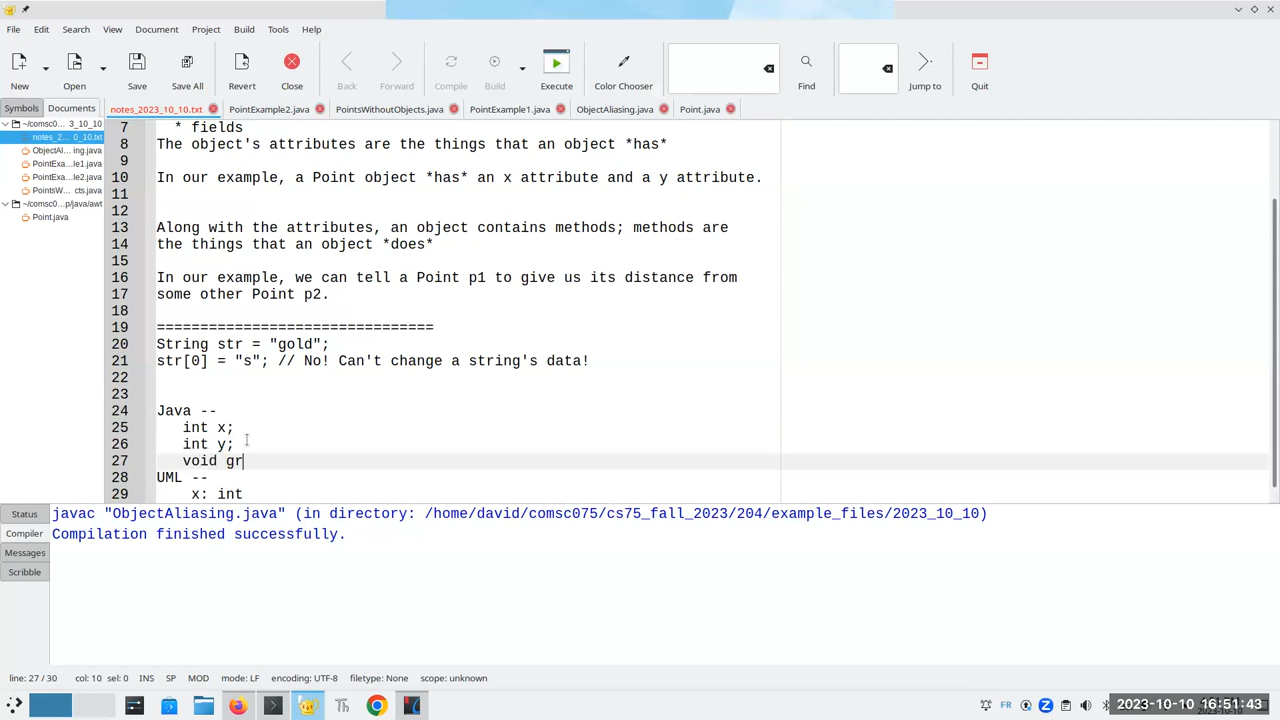 File Edit Search View Document Project Build Tools Help
New Open Save Save All Revert Close Back Forward Compile Build Execute Color Chooser Find Jump to Quit
Symbols Documents notes_2023_10_10.txt PointExample2.java PointsWithoutObjects.java PointExample1.java ObjectAliasing.java Point.java
~/comsc0... 3_10_10
notes_2... 0_10.txt
ObjectAl... ing.java
PointExa...le1.java
PointExa...le2.java
PointsW... cts.java
~/comsc0...p/java/awt
Point.java
7 * fields
8 The object's attributes are the things that an object *has*
9
10 In our example, a Point object *has* an x attribute and a y attribute.
11
12
13 Along with the attributes, an object contains methods; methods are
14 the things that an object *does*
15
16 In our example, we can tell a Point p1 to give us its distance from
17 some other Point p2.
18
19 ================================
20 String str = "gold";
21 str[0] = "s"; // No! Can't change a string's data!
22
23
24 Java --
25 int x;
26 int y;
27 void gr
28 UML --
29 x: int
Status
Compiler
Messages
Scribble
javac "ObjectAliasing.java" (in directory: /home/david/comsc075/cs75_fall_2023/204/example_files/2023_10_10)
Compilation finished successfully.
line: 27 / 30 col: 10 sel: 0 INS SP MOD mode: LF encoding: UTF-8 filetype: None scope: unknown
FR
2023-10-10 16:51:43